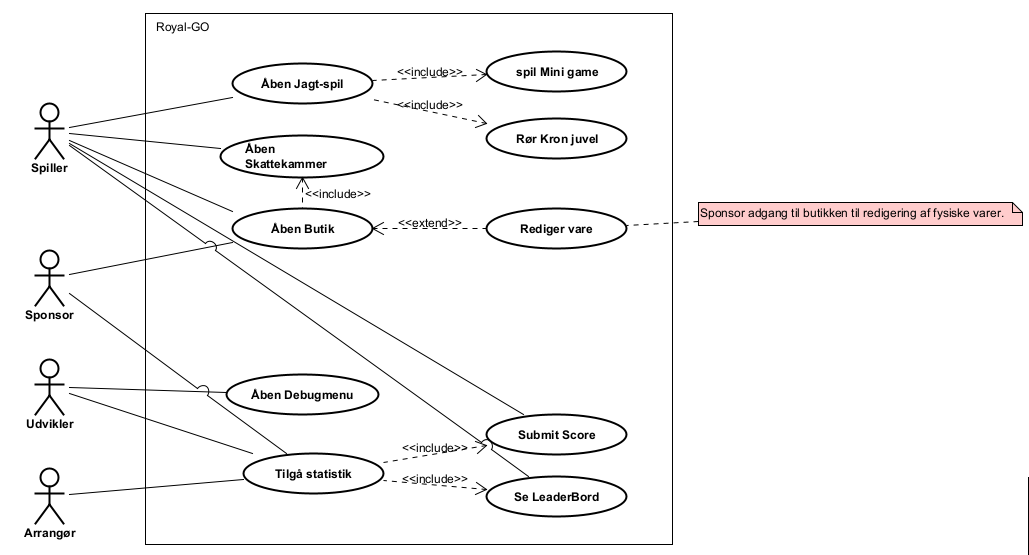 Royal-GO
Åben Jagt-spil
<<include>>
spil Mini game
<<include>>
Rør Kron juvel
Spiller
Åben
Skattekammer
<<include>>
Åben Butik
<<extend>>
Rediger vare
Sponsor adgang til butikken til redigering af fysiske varer.
Sponsor
Åben Debugmenu
Udvikler
Submit Score
<<include>>
Tilgå statistik
<<include>>
Se LeaderBord
Arrangør